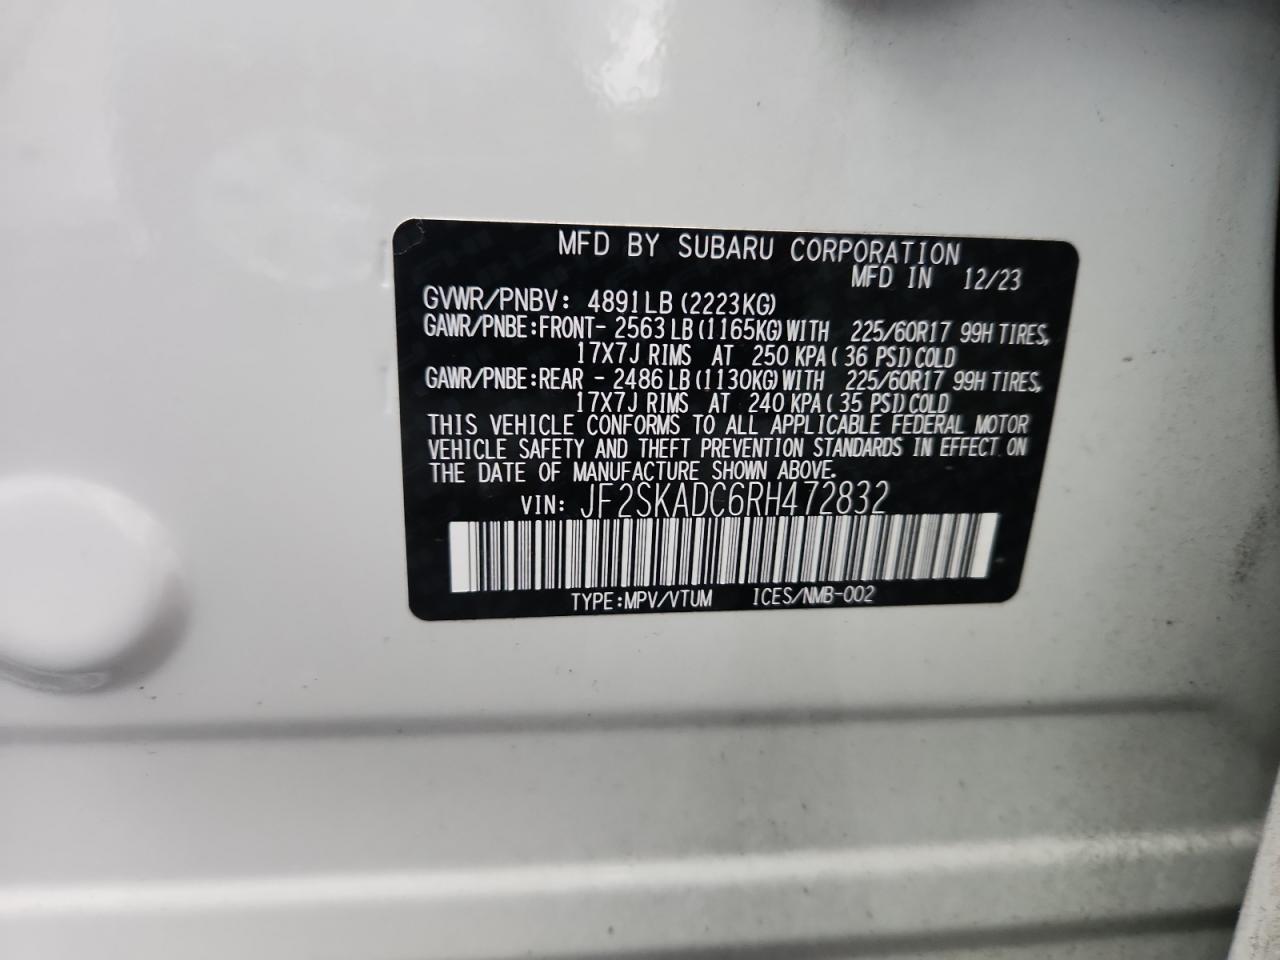 MFD BY SUBARU CORPORATION
MFD IN 12/23
GVWR/PNBV: 4891LB(2223KG)
GAWR/PNBE:FRONT- 2563LB(1165KG)WITH 225/60R17 99H TIRES,
17X7J RIMS AT 250 KPA( 36 PSI)COLD
GAWR/PNBE:REAR - 2486LB(1130KG)WITH 225/60R17 99H TIRES,
17X7J RIMS AT 240 KPA( 35 PSI)COLD
THIS VEHICLE CONFORMS TO ALL APPLICABLE FEDERAL MOTOR
VEHICLE SAFETY AND THEFT PREVENTION STANDARDS IN EFFECT ON
THE DATE OF MANUFACTURE SHOWN ABOVE.
VIN: JF2SKADC6RH472832
TYPE:MPV/VTUM ICES/NMB-002